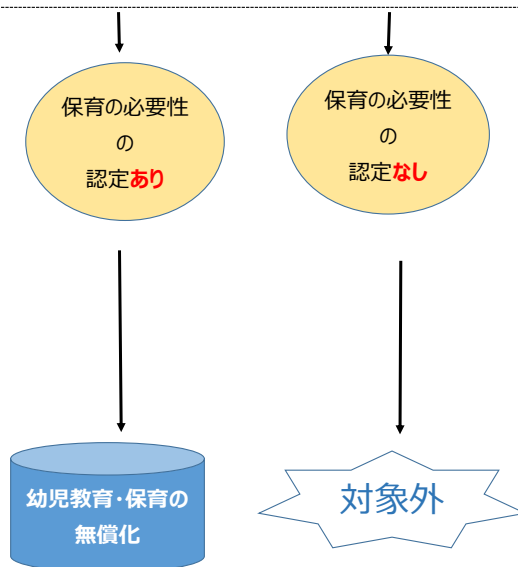 保育の必要性
の
認定あり
保育の必要性
の
認定なし
幼児教育・保育の
無償化
対象外